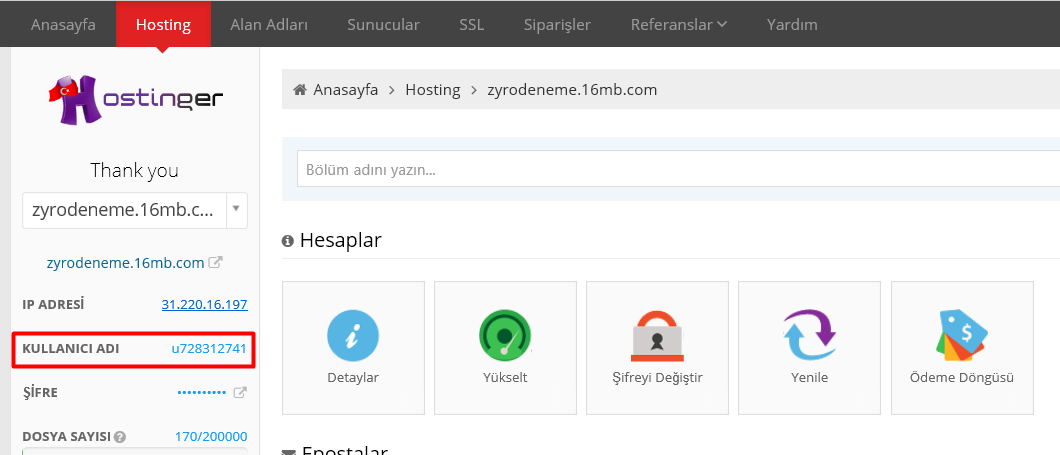 Anasayfa Hosting Alan Adları Sunucular SSL Siparişler Referanslar Yardım
Hostinger
Thank you
zyrodeneme.16mb.c...
zyrodeneme.16mb.com
IP ADRESİ 31.220.16.197
KULLANICI ADI u728312741
ŞİFRE ••••••••••
DOSYA SAYISI 170/200000
Anasayfa > Hosting > zyrodeneme.16mb.com
Bölüm adını yazın...
Hesaplar
Detaylar
Yükselt
Şifreyi Değiştir
Yenile
Ödeme Döngüsü
Epostalar